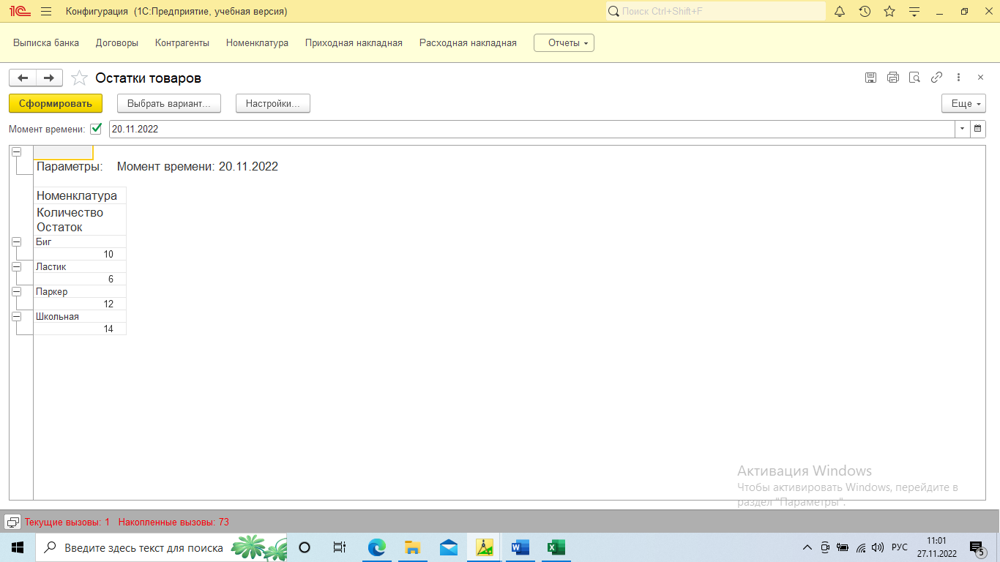 1С Конфигурация (1С:Предприятие, учебная версия) Поиск Ctrl+Shift+F
Выписка банка Договоры Контрагенты Номенклатура Приходная накладная Расходная накладная Отчеты
Остатки товаров
Сформировать Выбрать вариант... Настройки... Еще
Момент времени: 20.11.2022
Параметры: Момент времени: 20.11.2022
Номенклатура
Количество
Остаток
Биг
10
Ластик
6
Паркер
12
Школьная
14
Активация Windows
Чтобы активировать Windows, перейдите в
раздел "Параметры".
Текущие вызовы: 1 Накопленные вызовы: 73
Введите здесь текст для поиска
РУС
11:01
27.11.2022
5